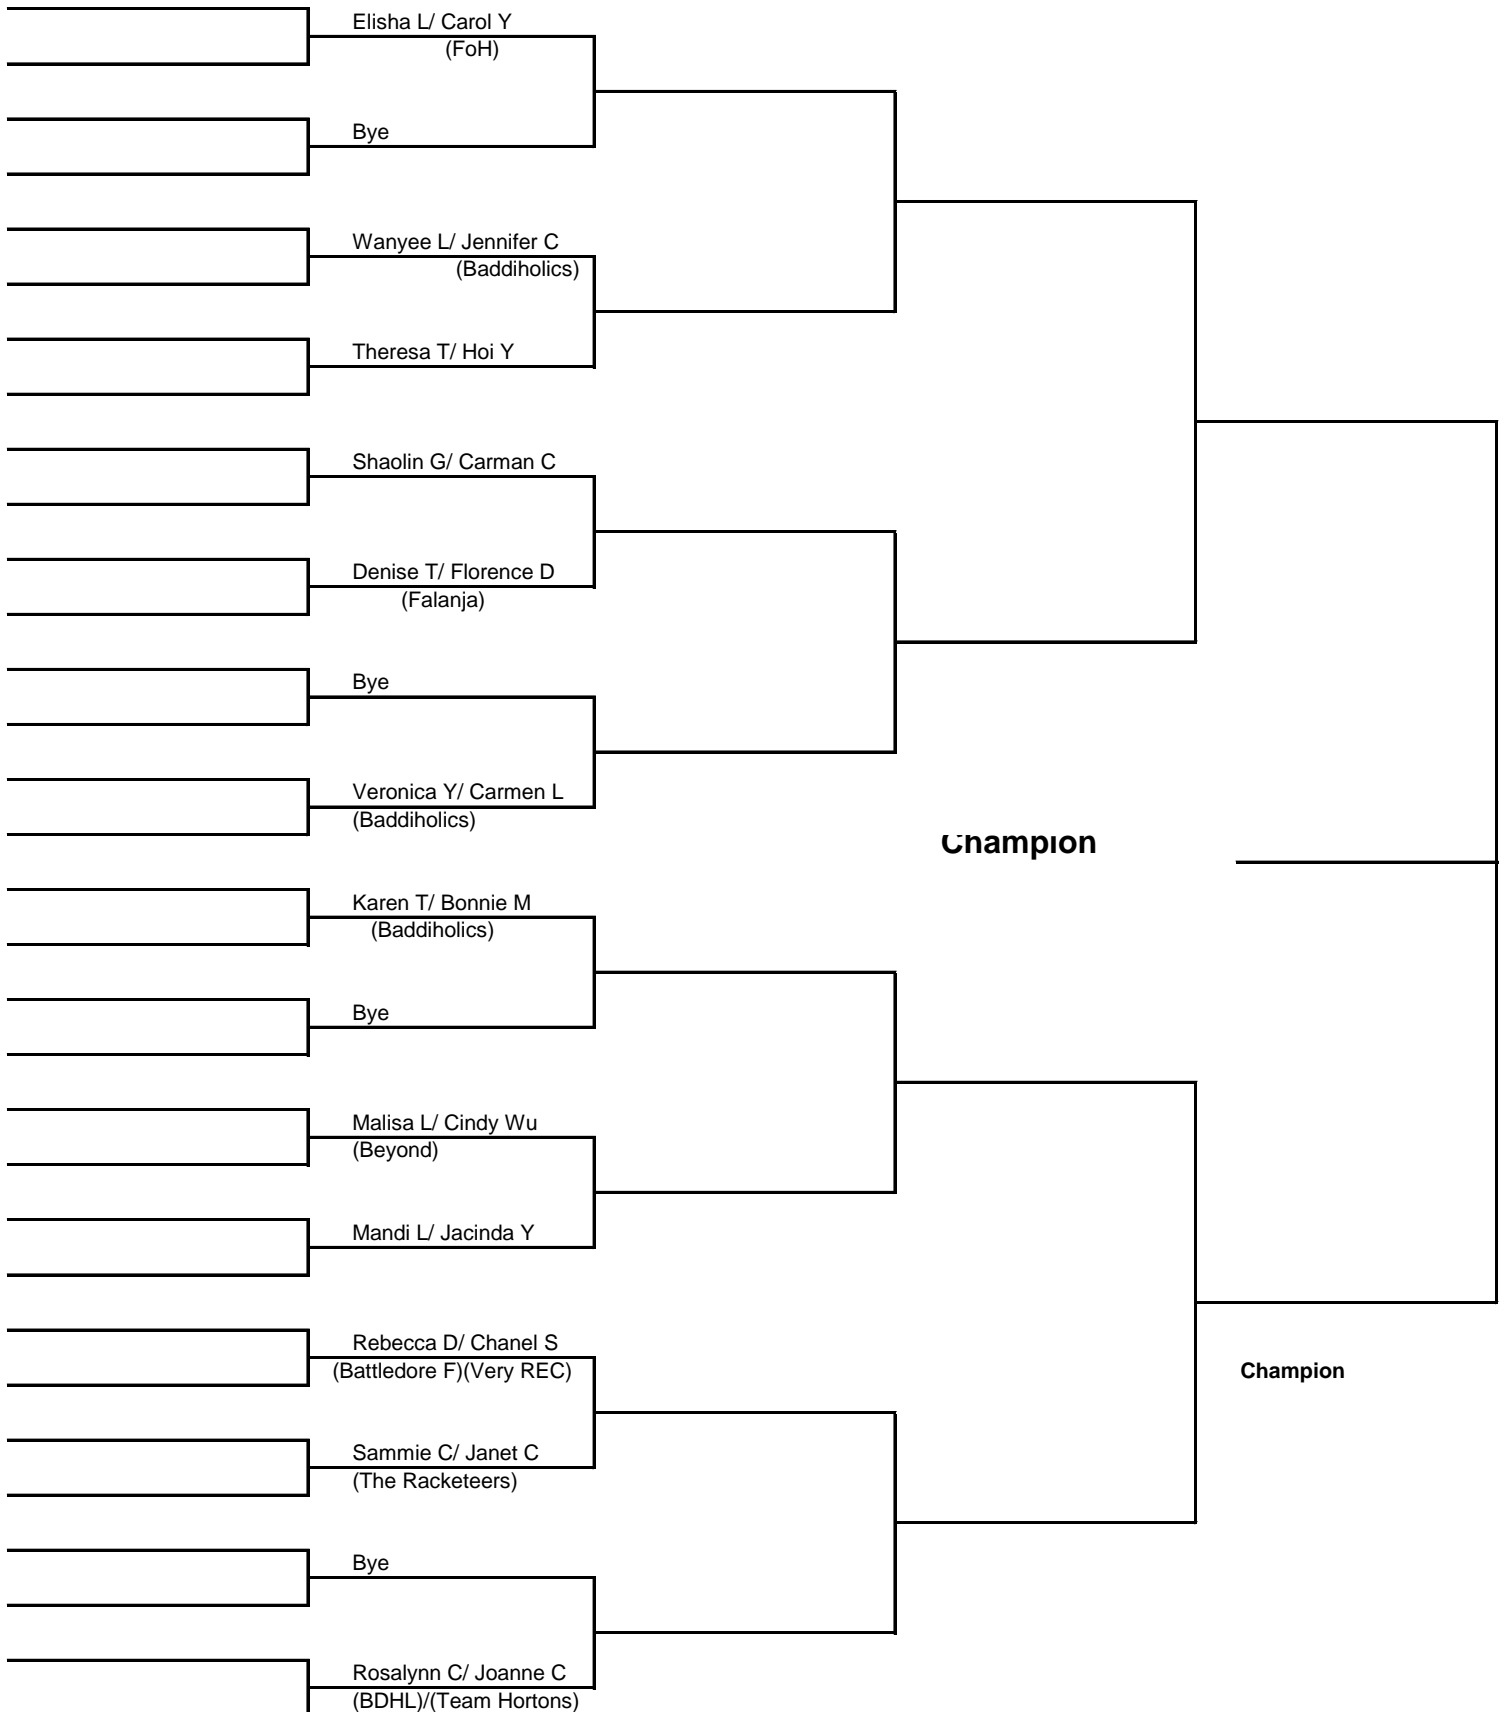 Elisha L/ Carol Y
(FoH)
Bye
Wanyee L/ Jennifer C
(Baddiholics)
Theresa T/ Hoi Y
Shaolin G/ Carman C
Denise T/ Florence D
(Falanja)
Bye
Veronica Y/ Carmen L
(Baddiholics)
Champion
Karen T/ Bonnie M
(Baddiholics)
Bye
Malisa L/ Cindy Wu
(Beyond)
Mandi L/ Jacinda Y
Rebecca D/ Chanel S
(Battledore F)(Very REC)
Champion
Sammie C/ Janet C
(The Racketeers)
Bye
Rosalynn C/ Joanne C
(BDHL)/(Team Hortons)